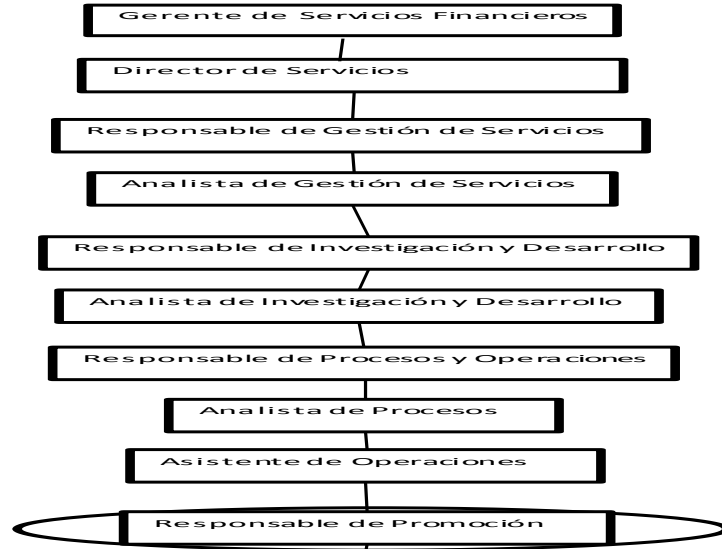 Gerente de Servicios Financieros
Director de Servicios
Responsable de Gestión de Servicios
Analista de Gestión de Servicios
Responsable de Investigación y Desarrollo
Analista de Investigación y Desarrollo
Responsable de Procesos y Operaciones
Analista de Procesos
Asistente de Operaciones
Responsable de Promoción